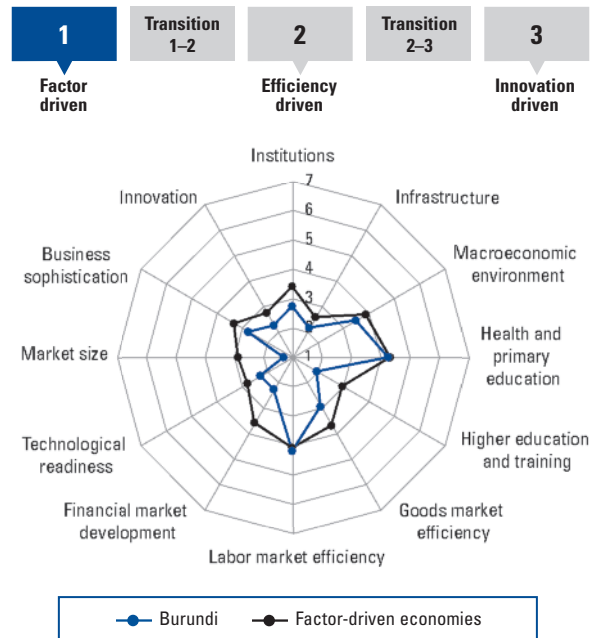 1
Transition
1–2
2
Transition
2–3
3
Factor
driven
Efficiency
driven
Innovation
driven
Institutions
Innovation
7
Infrastructure
6
5
Business
sophistication
4
Macroeconomic
environment
3
2
Market size
1
Health and
primary
education
Technological
readiness
Higher education
and training
Financial market
development
Goods market
efficiency
Labor market efficiency
Burundi
Factor-driven economies